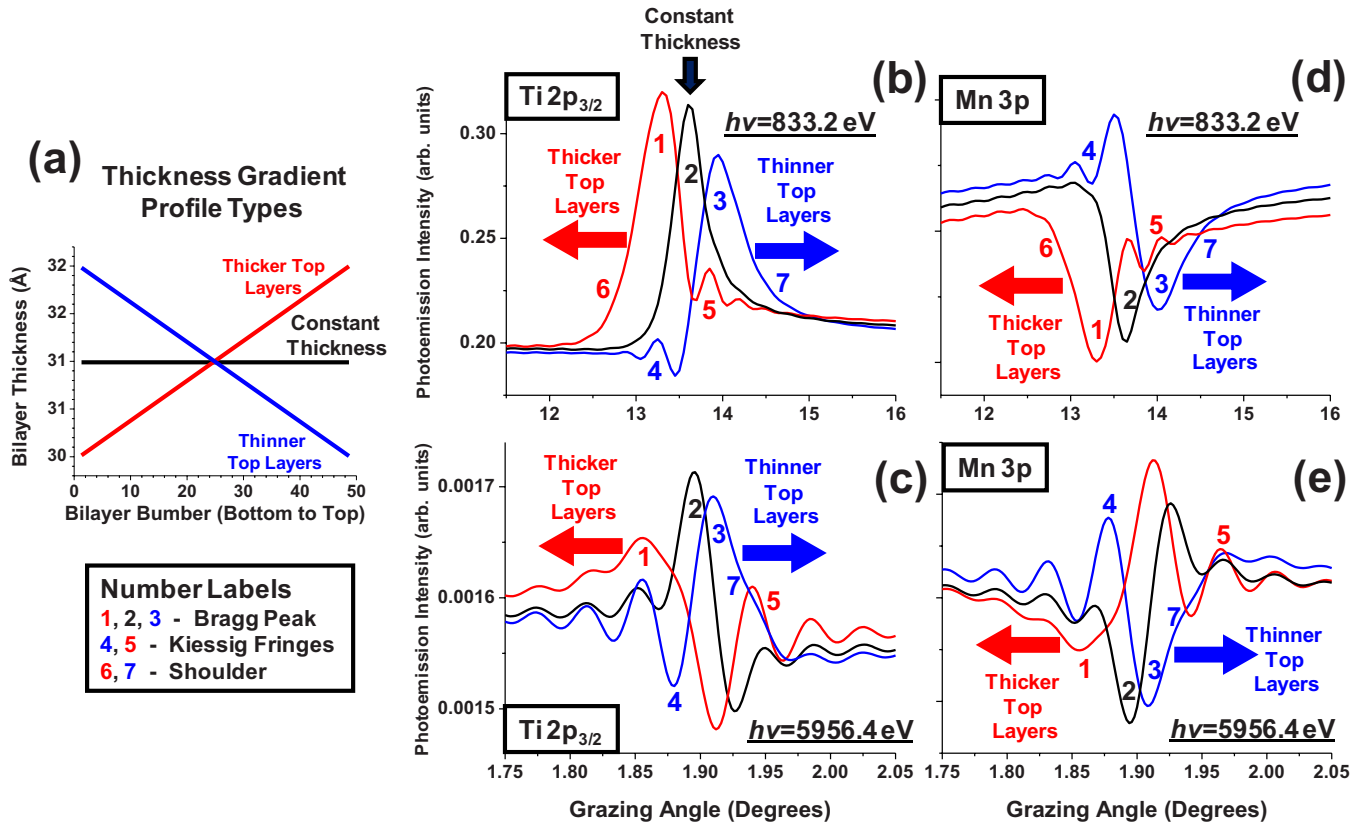 (a)
Thickness Gradient
Profile Types
Bilayer Thickness (Å)
32
32
31
31
30
Thicker Top
Layers
Constant
Thickness
Thinner
Top Layers
0 10 20 30 40 50
Bilayer Bumber (Bottom to Top)
Number Labels
1, 2, 3 - Bragg Peak
4, 5 - Kiessig Fringes
6, 7 - Shoulder
Constant
Thickness
(b)
Ti 2p3/2
hν=833.2 eV
Photoemission Intensity (arb. units)
0.30
0.25
0.20
Thicker
Top
Layers
Thinner
Top
Layers
1
2
3
4
5
6
7
12 13 14 15 16
(d)
Mn 3p
hν=833.2 eV
Thicker
Top
Layers
Thinner
Top
Layers
1
2
3
4
5
6
7
12 13 14 15 16
(c)
Ti 2p3/2
hν=5956.4 eV
Photoemission Intensity (arb. units)
0.0017
0.0016
0.0015
Thicker
Top
Layers
Thinner
Top
Layers
1
2
3
4
4
5
7
1.75 1.80 1.85 1.90 1.95 2.00 2.05
Grazing Angle (Degrees)
(e)
Mn 3p
hν=5956.4 eV
Thicker
Top
Layers
Thinner
Top
Layers
1
2
3
4
5
7
1.75 1.80 1.85 1.90 1.95 2.00 2.05
Grazing Angle (Degrees)